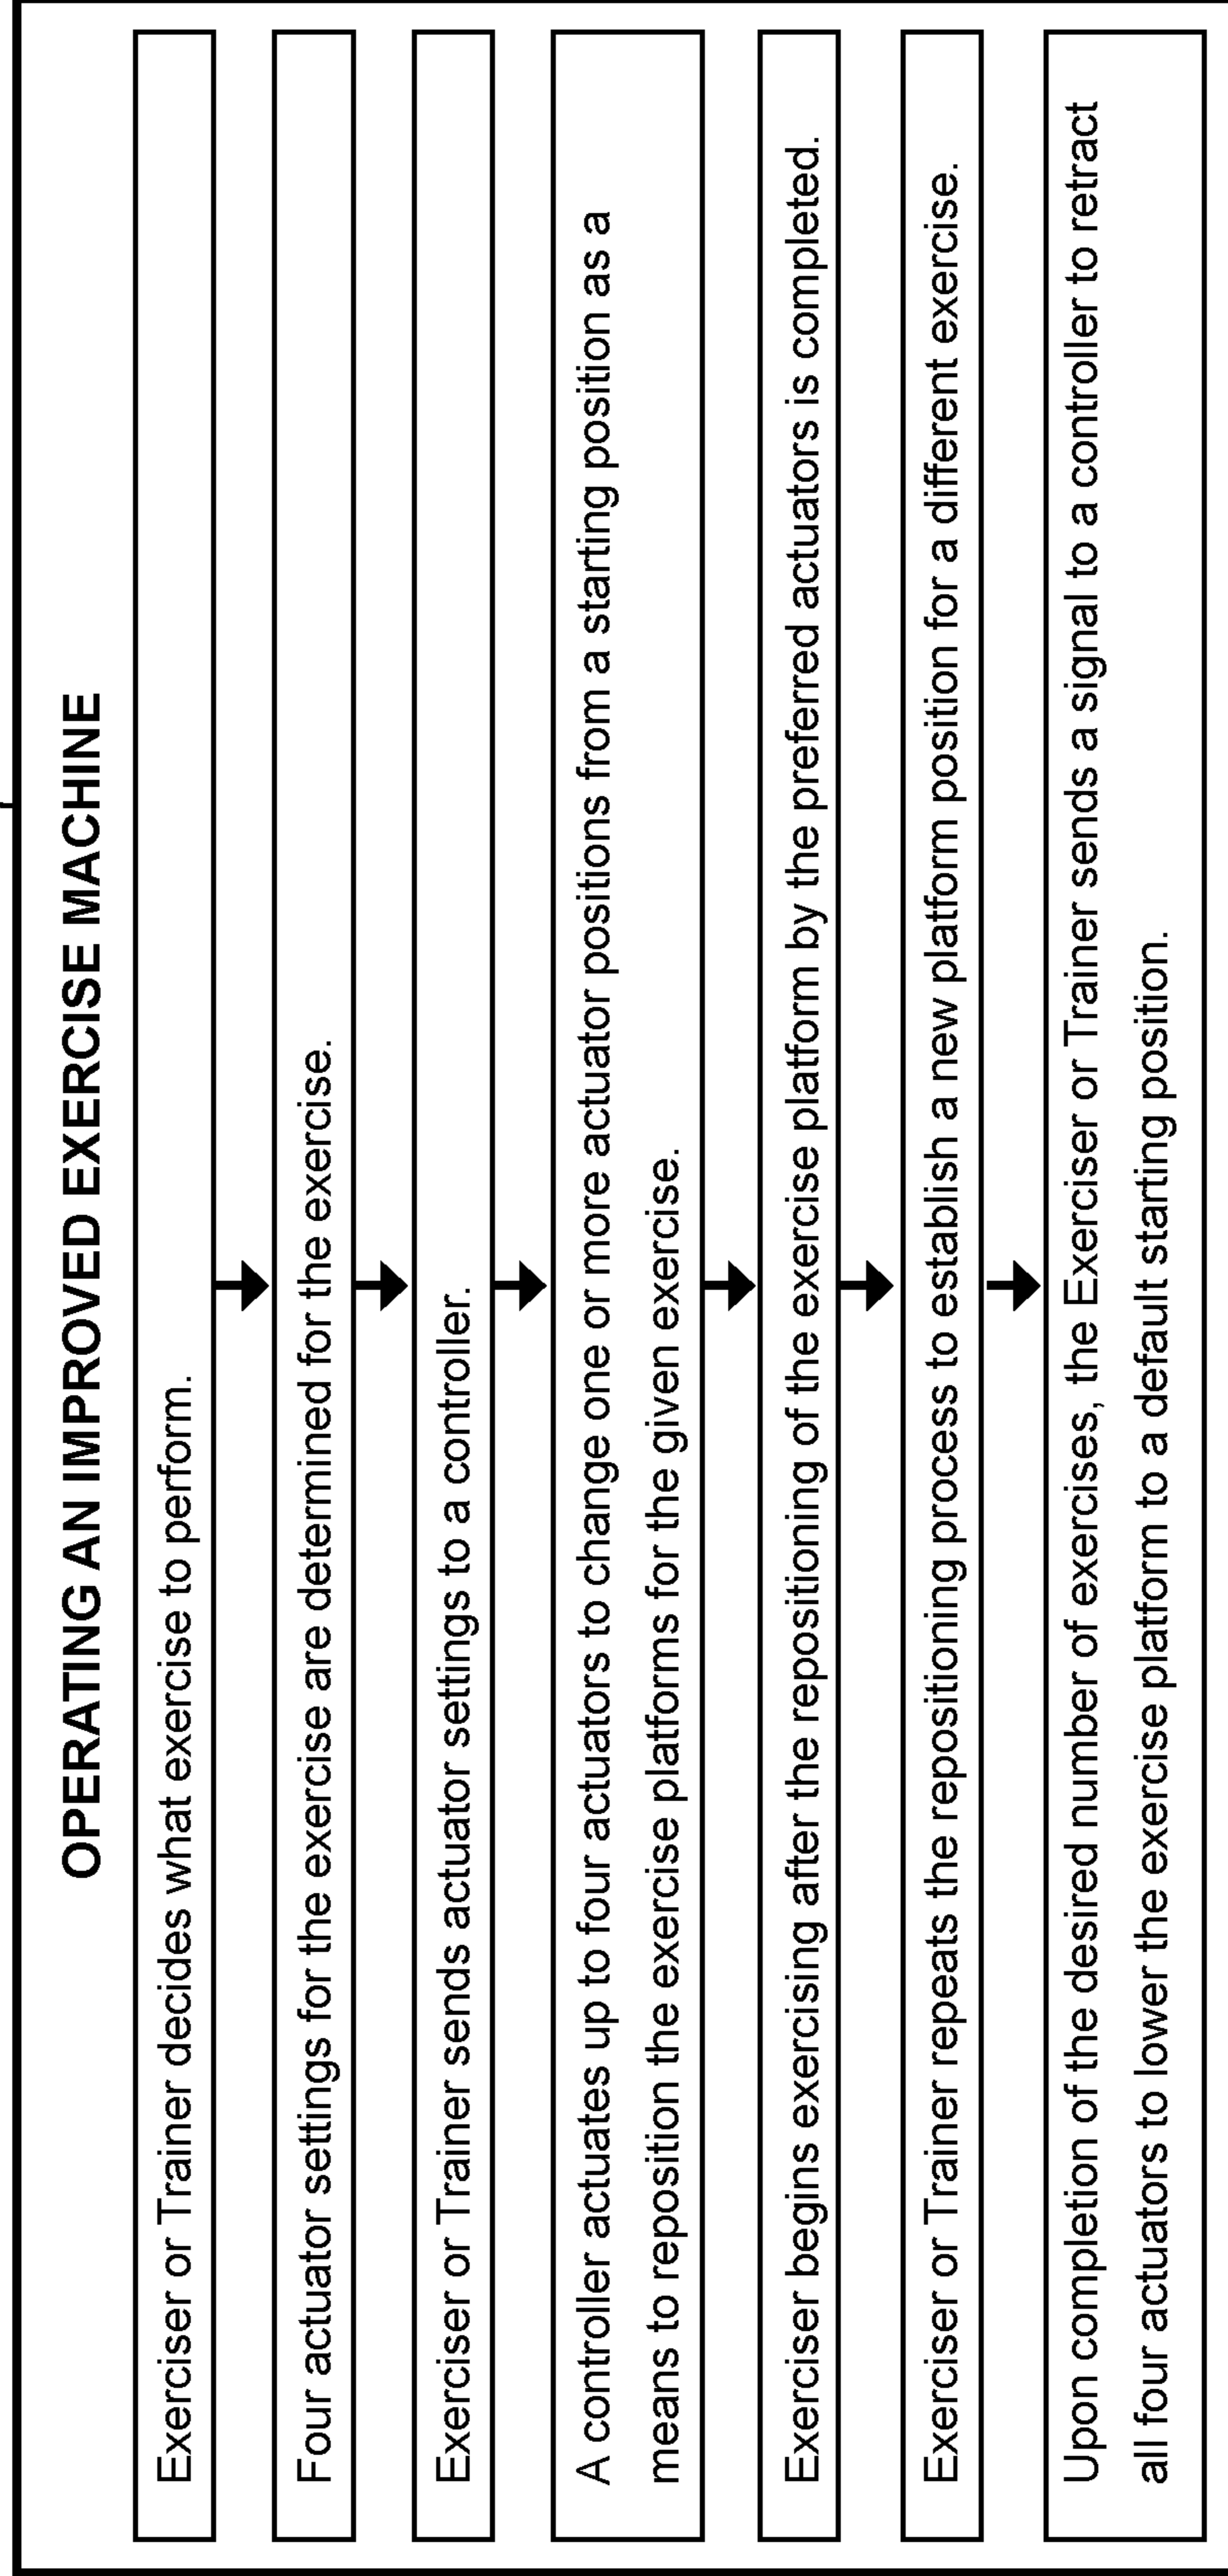 OPERATING AN IMPROVED EXERCISE MACHINE
Exerciser or Trainer decides what exercise to perform.
Four actuator settings for the exercise are determined for the exercise.
Exerciser or Trainer sends actuator settings to a controller.
A controller actuates up to four actuators to change one or more actuator positions from a starting position as a
means to reposition the exercise platforms for the given exercise.
Exerciser begins exercising after the repositioning of the exercise platform by the preferred actuators is completed.
Exerciser or Trainer repeats the repositioning process to establish a new platform position for a different exercise.
Upon completion of the desired number of exercises, the Exerciser or Trainer sends a signal to a controller to retract
all four actuators to lower the exercise platform to a default starting position.